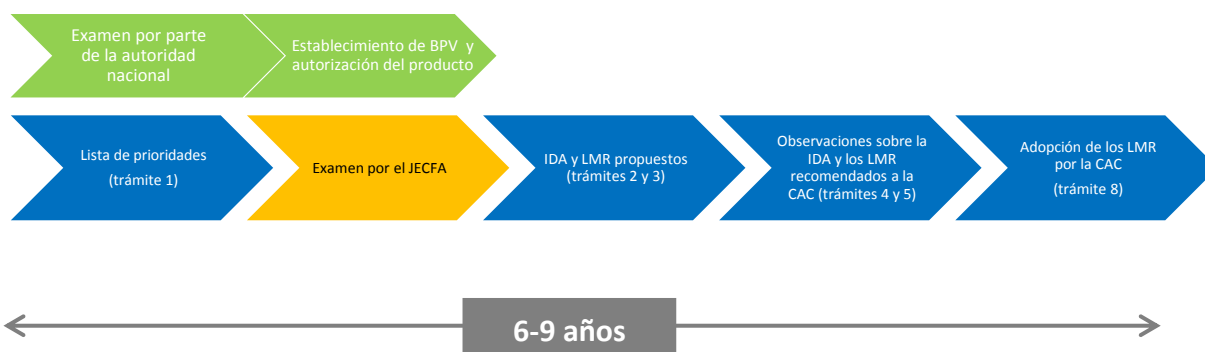 Examen por parte
de la autoridad
nacional
Establecimiento de BPV y
autorización del producto
Lista de prioridades
(trámite 1)
Examen por el JECFA
IDA y LMR propuestos
(trámites 2 y 3)
Observaciones sobre la
IDA y los LMR
recomendados a la
CAC (trámites 4 y 5)
Adopción de los LMR
por la CAC
(trámite 8)
6-9 años